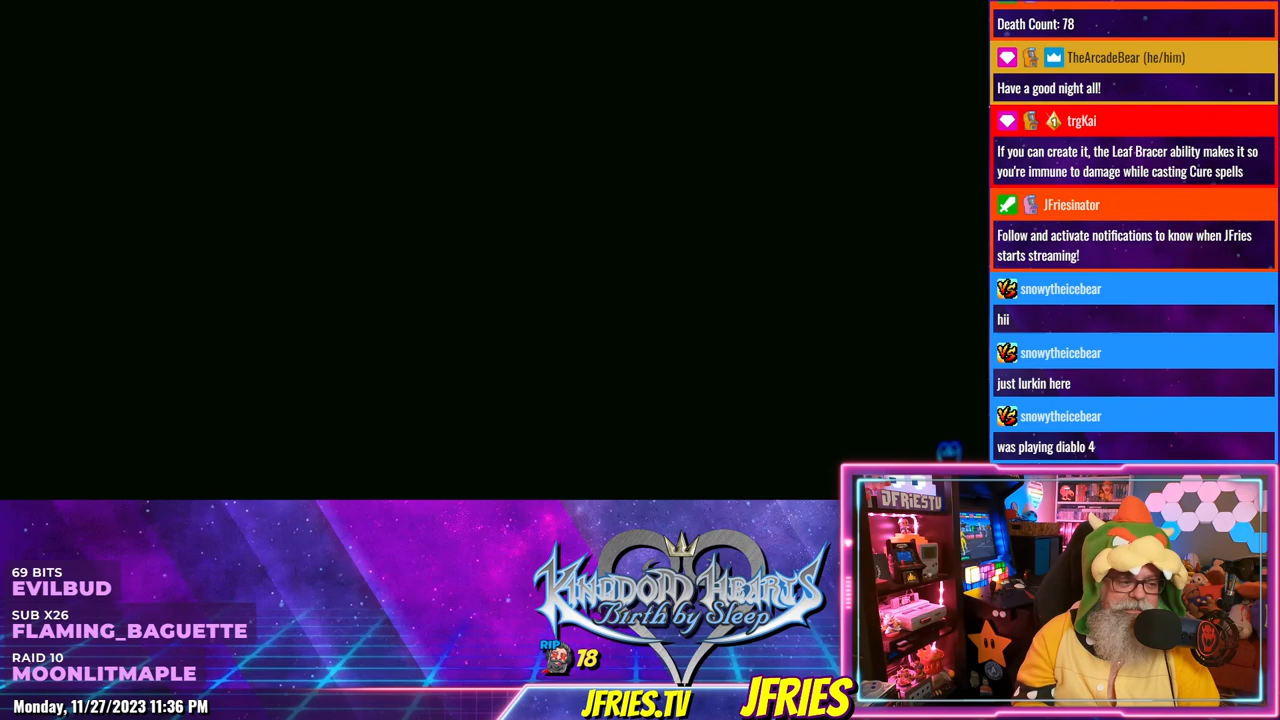 Death Count: 78
TheArcadeBear (he/him)
Have a good night all!
trgKai
If you can create it, the Leaf Bracer ability makes it so
you're immune to damage while casting Cure spells
JFriesinator
Follow and activate notifications to know when JFries
starts streaming!
snowytheicebear
hii
snowytheicebear
just lurkin here
snowytheicebear
was playing diablo 4
69 BITS
EVILBUD
SUB X26
FLAMING_BAGUETTE
RAID 10
MOONLITMAPLE
Monday, 11/27/2023 11:36 PM
KINGDOM HEARTS
Birth by Sleep
RIP
78
JFRIES.TV
JFRIES
JFRIESTV